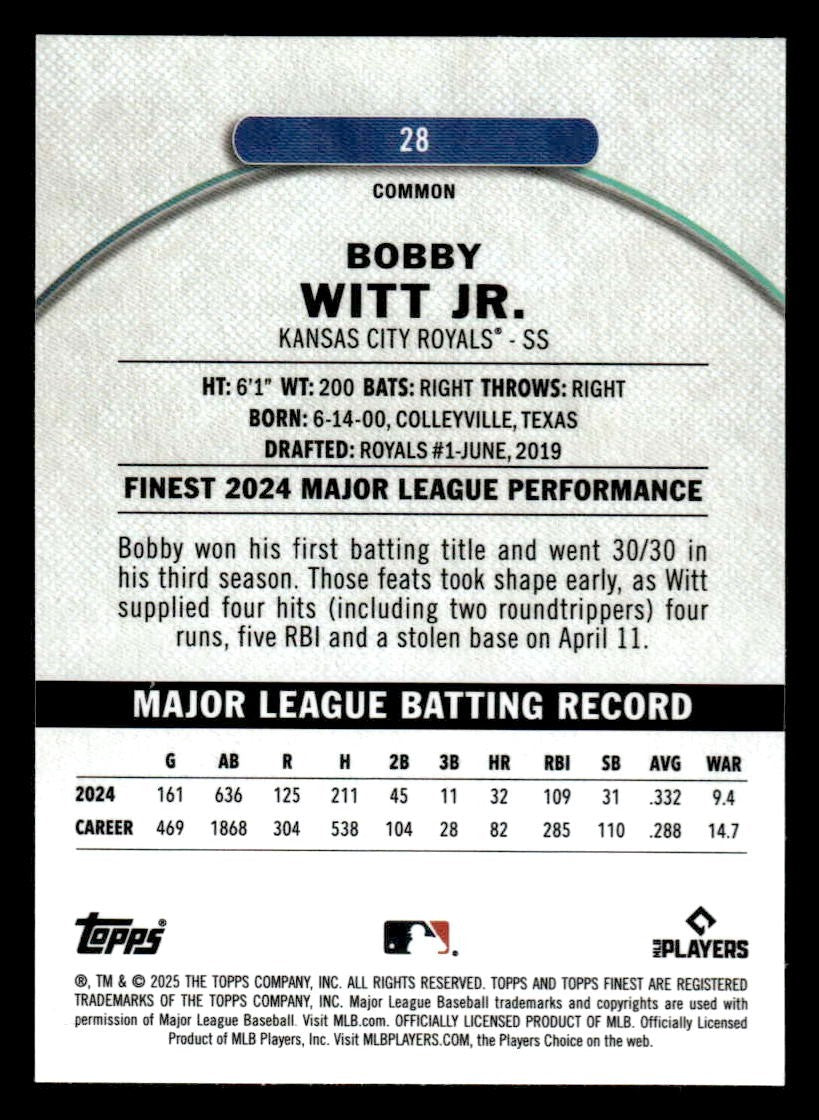 28
COMMON
BOBBY
WITT JR.
KANSAS CITY ROYALS® - SS
HT: 6'1" WT: 200 BATS: RIGHT THROWS: RIGHT
BORN: 6-14-00, COLLEYVILLE, TEXAS
DRAFTED: ROYALS #1-JUNE, 2019
FINEST 2024 MAJOR LEAGUE PERFORMANCE
Bobby won his first batting title and went 30/30 in
his third season. Those feats took shape early, as Witt
supplied four hits (including two roundtrippers) four
runs, five RBI and a stolen base on April 11.
MAJOR LEAGUE BATTING RECORD
G AB R H 2B 3B HR RBI SB AVG WAR
2024 161 636 125 211 45 11 32 109 31 .332 9.4
CAREER 469 1868 304 538 104 28 82 285 110 .288 14.7
Topps® MLB PLAYERS
®, TM & © 2025 THE TOPPS COMPANY, INC. ALL RIGHTS RESERVED. TOPPS AND TOPPS FINEST ARE REGISTERED
TRADEMARKS OF THE TOPPS COMPANY, INC. Major League Baseball trademarks and copyrights are used with
permission of Major League Baseball. Visit MLB.com. OFFICIALLY LICENSED PRODUCT OF MLB. Officially Licensed
Product of MLB Players, Inc. Visit MLBPLAYERS.COM, the Players Choice on the web.